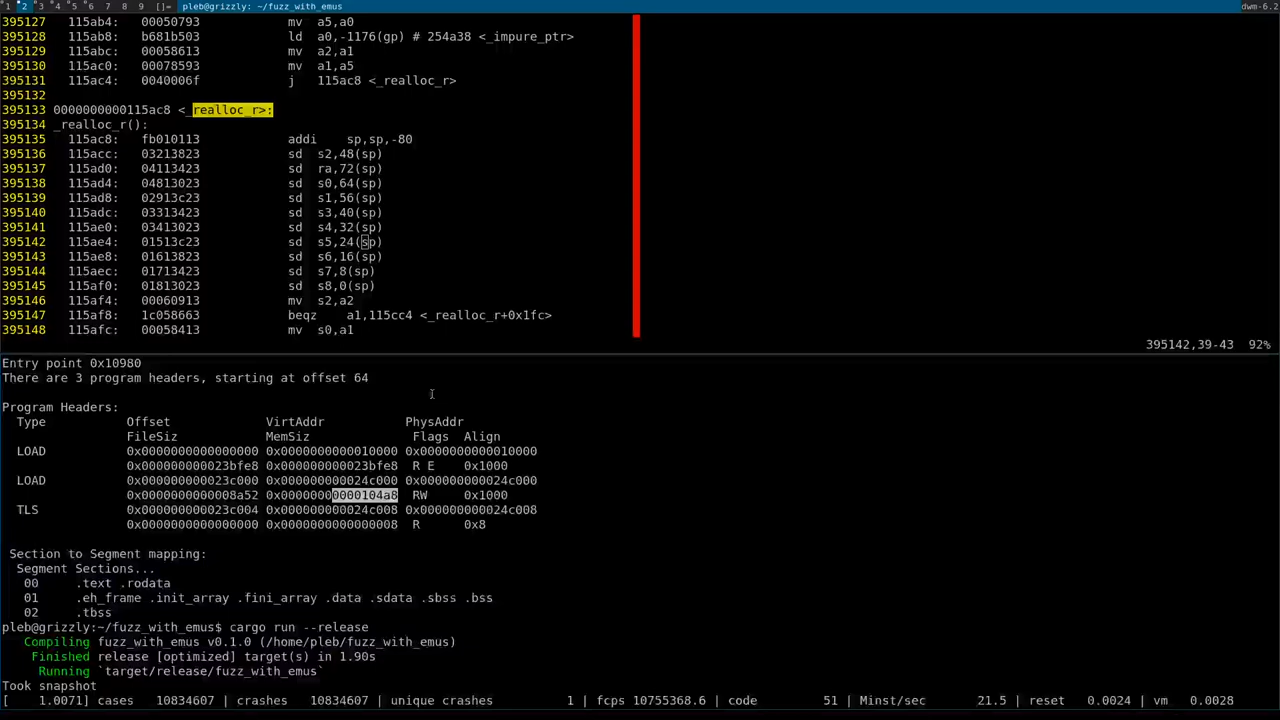 1 2 3 4 5 6 7 8 9 []= pleb@grizzly: ~/fuzz_with_emus dwm-6.2
395127 115ab4: 00050793 mv a5,a0
395128 115ab8: b681b503 ld a0,-1176(gp) # 254a38 <_impure_ptr>
395129 115abc: 00058613 mv a2,a1
395130 115ac0: 00078593 mv a1,a5
395131 115ac4: 0040006f j 115ac8 <_realloc_r>
395132
395133 0000000000115ac8 <_realloc_r>:
395134 _realloc_r():
395135 115ac8: fb010113 addi sp,sp,-80
395136 115acc: 03213823 sd s2,48(sp)
395137 115ad0: 04113423 sd ra,72(sp)
395138 115ad4: 04813023 sd s0,64(sp)
395139 115ad8: 02913c23 sd s1,56(sp)
395140 115adc: 03313423 sd s3,40(sp)
395141 115ae0: 03413023 sd s4,32(sp)
395142 115ae4: 01513c23 sd s5,24(sp)
395143 115ae8: 01613823 sd s6,16(sp)
395144 115aec: 01713423 sd s7,8(sp)
395145 115af0: 01813023 sd s8,0(sp)
395146 115af4: 00060913 mv s2,a2
395147 115af8: 1c058663 beqz a1,115cc4 <_realloc_r+0x1fc>
395148 115afc: 00058413 mv s0,a1
395142,39-43 92%
Entry point 0x10980
There are 3 program headers, starting at offset 64
Program Headers:
Type Offset VirtAddr PhysAddr
FileSiz MemSiz Flags Align
LOAD 0x0000000000000000 0x0000000000010000 0x0000000000010000
0x000000000023bfe8 0x000000000023bfe8 R E 0x1000
LOAD 0x000000000023c000 0x000000000024c000 0x000000000024c000
0x0000000000008a52 0x00000000000104a8 RW 0x1000
TLS 0x000000000023c004 0x000000000024c008 0x000000000024c008
0x0000000000000000 0x0000000000000008 R 0x8
Section to Segment mapping:
Segment Sections...
00 .text .rodata
01 .eh_frame .init_array .fini_array .data .sdata .sbss .bss
02 .tbss
pleb@grizzly:~/fuzz_with_emus$ cargo run --release
Compiling fuzz_with_emus v0.1.0 (/home/pleb/fuzz_with_emus)
Finished release [optimized] target(s) in 1.90s
Running `target/release/fuzz_with_emus`
Took snapshot
[ 1.0071] cases 10834607 | crashes 10834607 | unique crashes 1 | fcps 10755368.6 | code 51 | Minst/sec 21.5 | reset 0.0024 | vm 0.0028